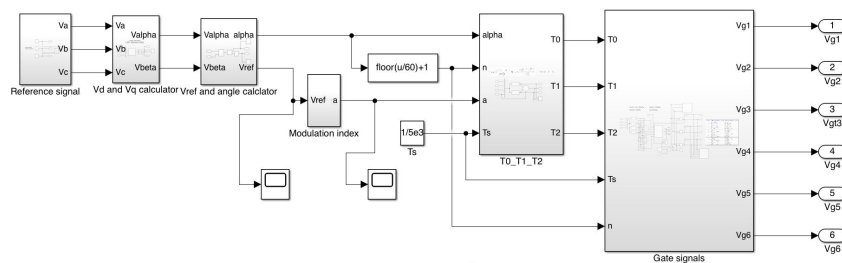 Va
Vb
Vc
Reference signal
Va
Vb
Vc
Valpha
Vbeta
Vd and Vq calculator
Valpha
Vbeta
alpha
Vref
Vref and angle calclator
Vref a
Modulation index
floor(u/60)+1
1/5e3
Ts
alpha
n
a
Ts
T0
T1
T2
T0_T1_T2
T0
T1
T2
Ts
n
Vg1
Vg2
Vg3
Vg4
Vg5
Vg6
Gate signals
1
Vg1
2
Vg2
3
Vgt3
4
Vg4
5
Vg5
6
Vg6